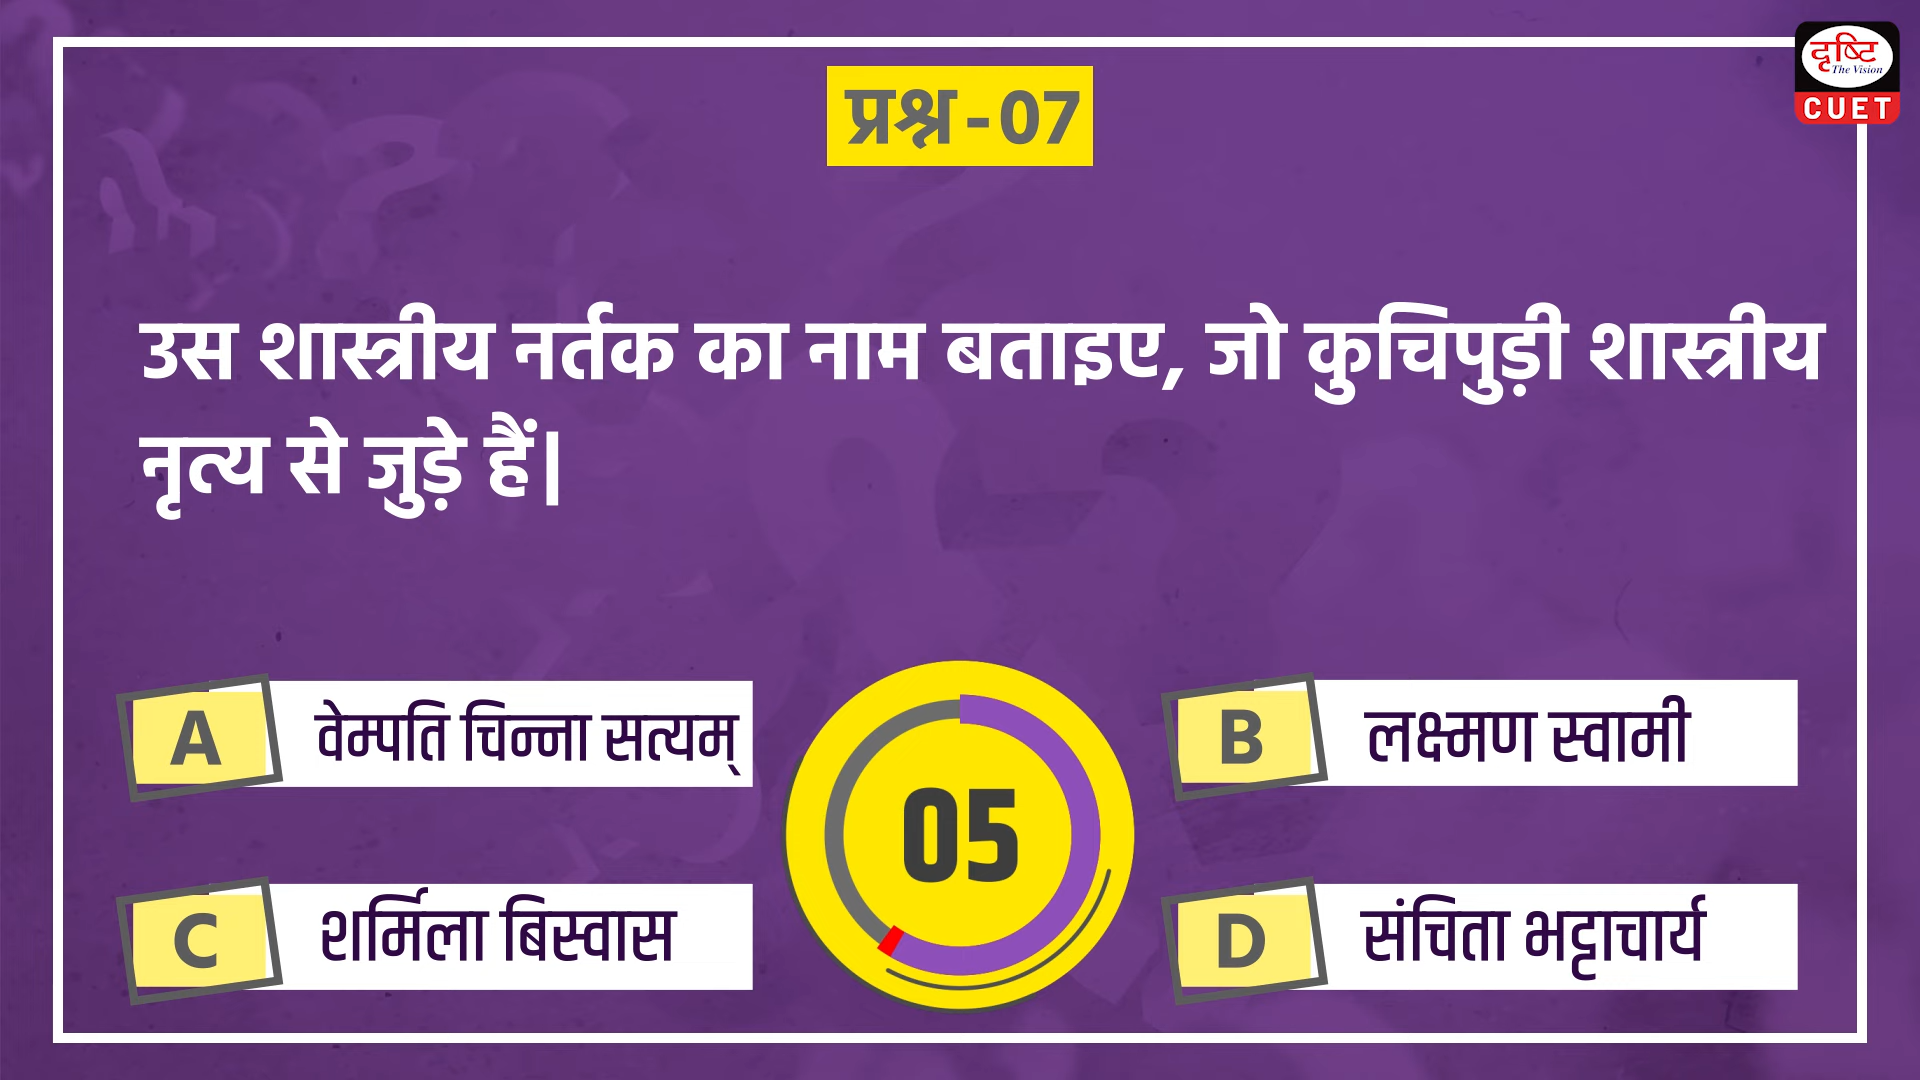 दृष्टि
The Vision
CUET
प्रश्न-07
उस शास्त्रीय नर्तक का नाम बताइए, जो कुचिपुड़ी शास्त्रीय
नृत्य से जुड़े हैं|
A वेम्पति चिन्ना सत्यम्
B लक्ष्मण स्वामी
05
C शर्मिला बिस्वास
D संचिता भट्टाचार्य